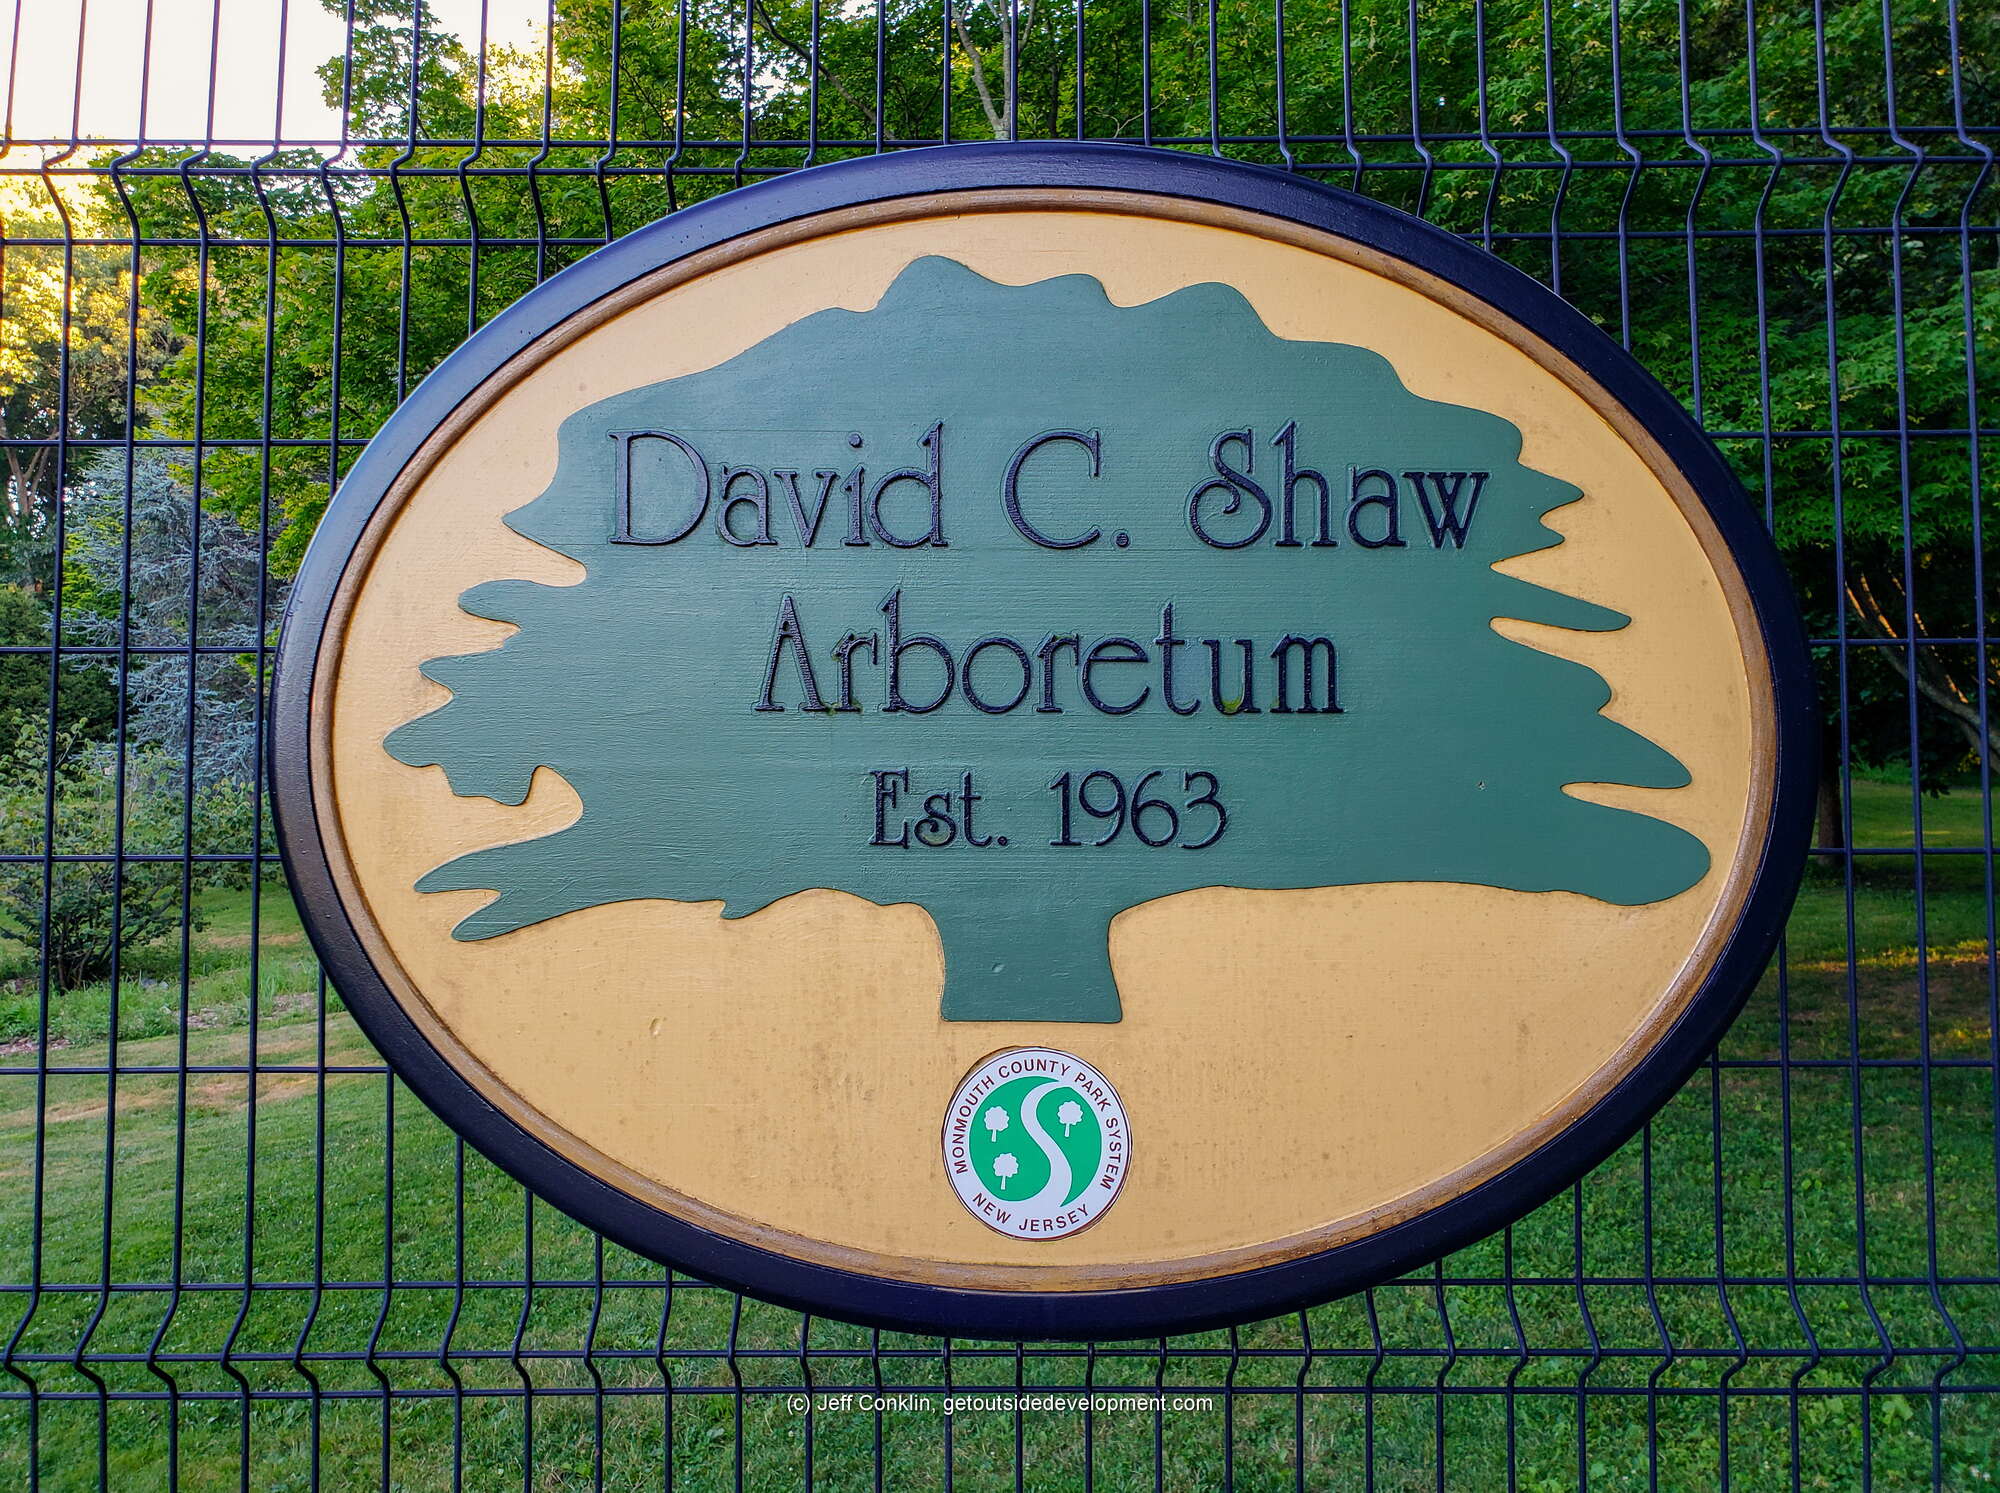 David C. Shaw
Arboretum
Est. 1963
MONMOUTH COUNTY PARK SYSTEM
NEW JERSEY
(c) Jeff Conklin, getoutsidedevelopment.com